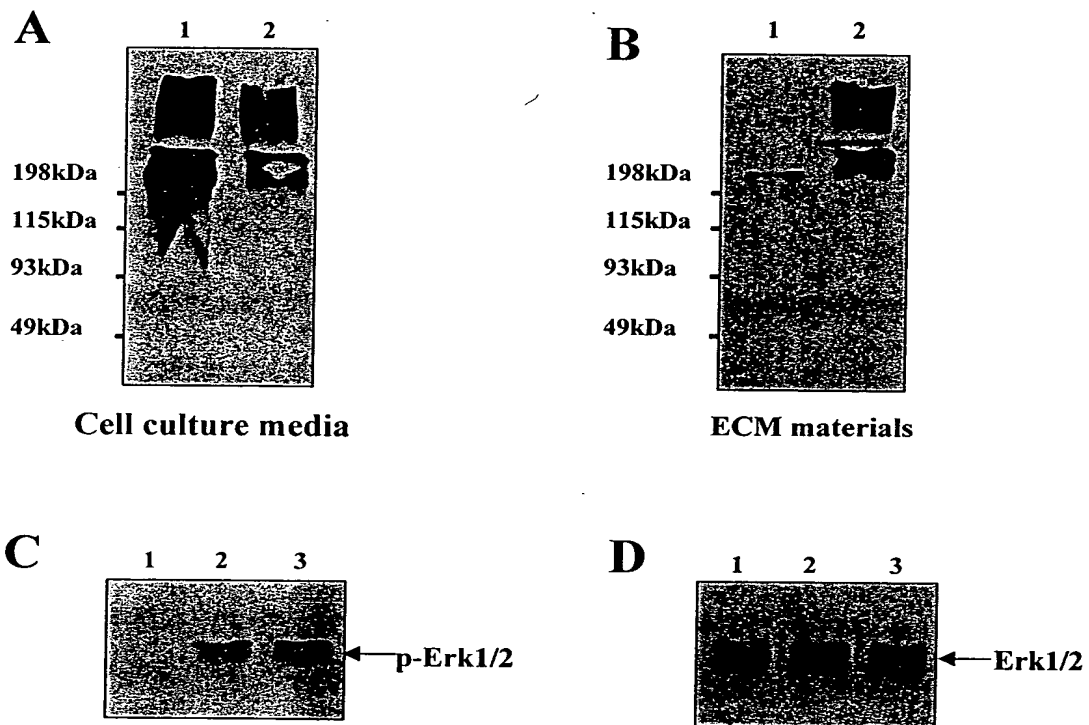 A
1 2
198kDa
115kDa
93kDa
49kDa
Cell culture media
B
1 2
198kDa
115kDa
93kDa
49kDa
ECM materials
C
1 2 3
p-Erk1/2
D
1 2 3
Erk1/2